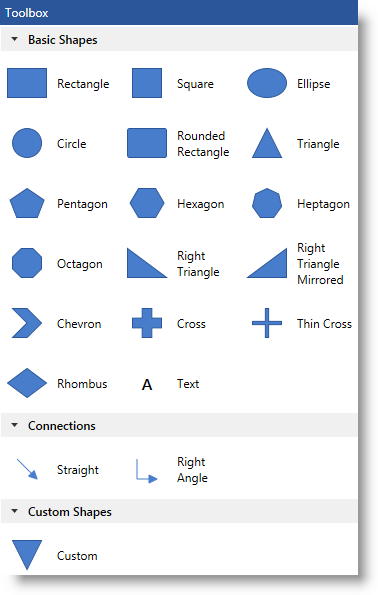 Toolbox
Basic Shapes
Rectangle
Square
Ellipse
Circle
Rounded
Rectangle
Triangle
Pentagon
Hexagon
Heptagon
Octagon
Right
Triangle
Right
Triangle
Mirrored
Chevron
Cross
Thin Cross
Rhombus
A
Text
Connections
Straight
Right
Angle
Custom Shapes
Custom